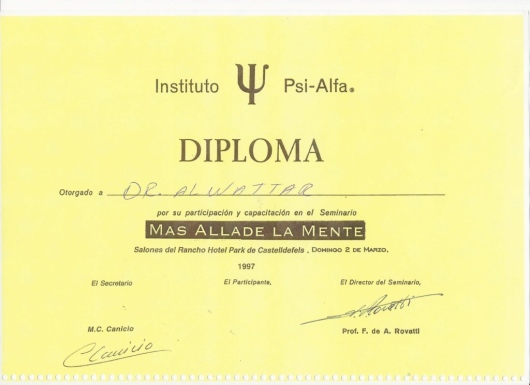 Instituto Ψ Psi-Alfa®
DIPLOMA
Otorgado a DR. ALWATTAR
por su participación y capacitación en el Seminario
MAS ALLADE LA MENTE
Salones del Rancho Hotel Park de Castelldefels , DOMINGO 2 DE MARZO,
1997
El Secretario El Participante, El Director del Seminario,
M.C. Canicio Prof. F. de A. Rovatti
Canicio